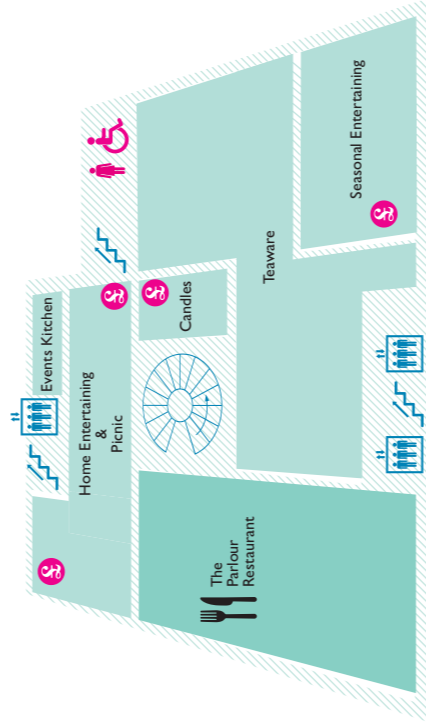 Events Kitchen
Home Entertaining
&
Picnic
Candles
Teaware
Seasonal Entertaining
The
Parlour
Restaurant
£
£
£
£